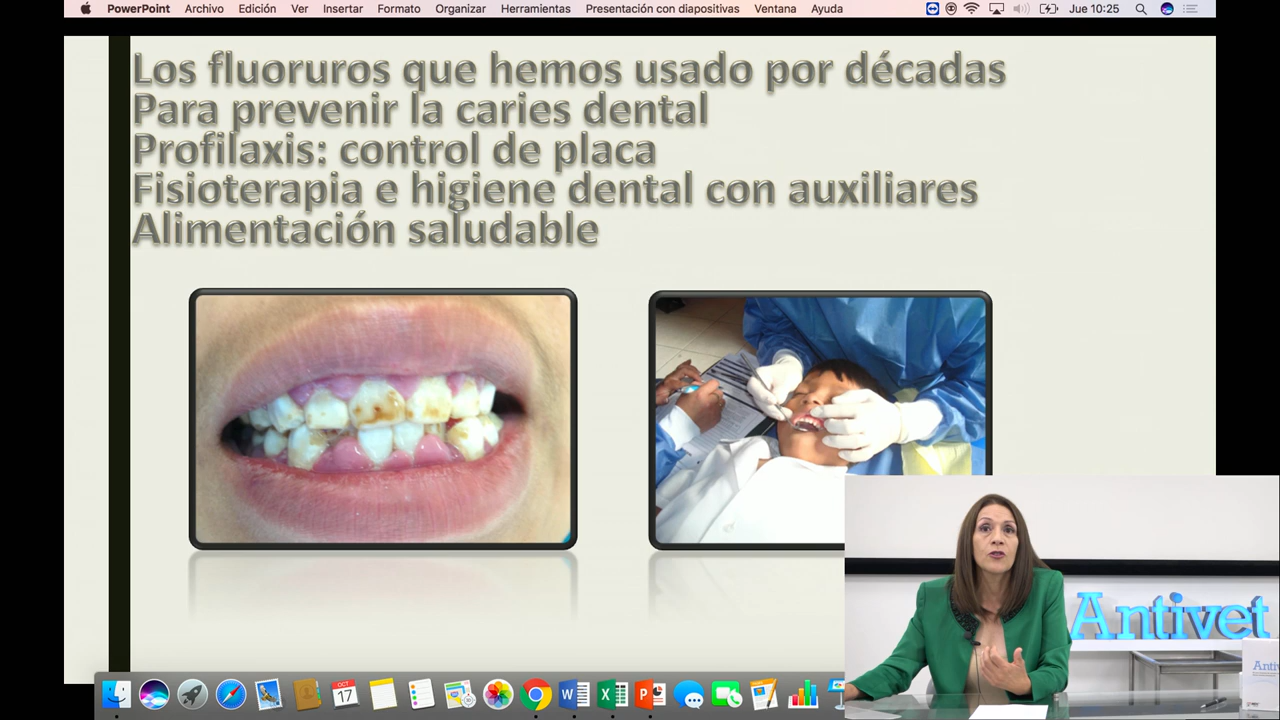 PowerPoint Archivo Edición Ver Insertar Formato Organizar Herramientas Presentación con diapositivas Ventana Ayuda Jue 10:25
Los fluoruros que hemos usado por décadas
Para prevenir la caries dental
Profilaxis: control de placa
Fisioterapia e higiene dental con auxiliares
Alimentación saludable
Antivet
OCT
17